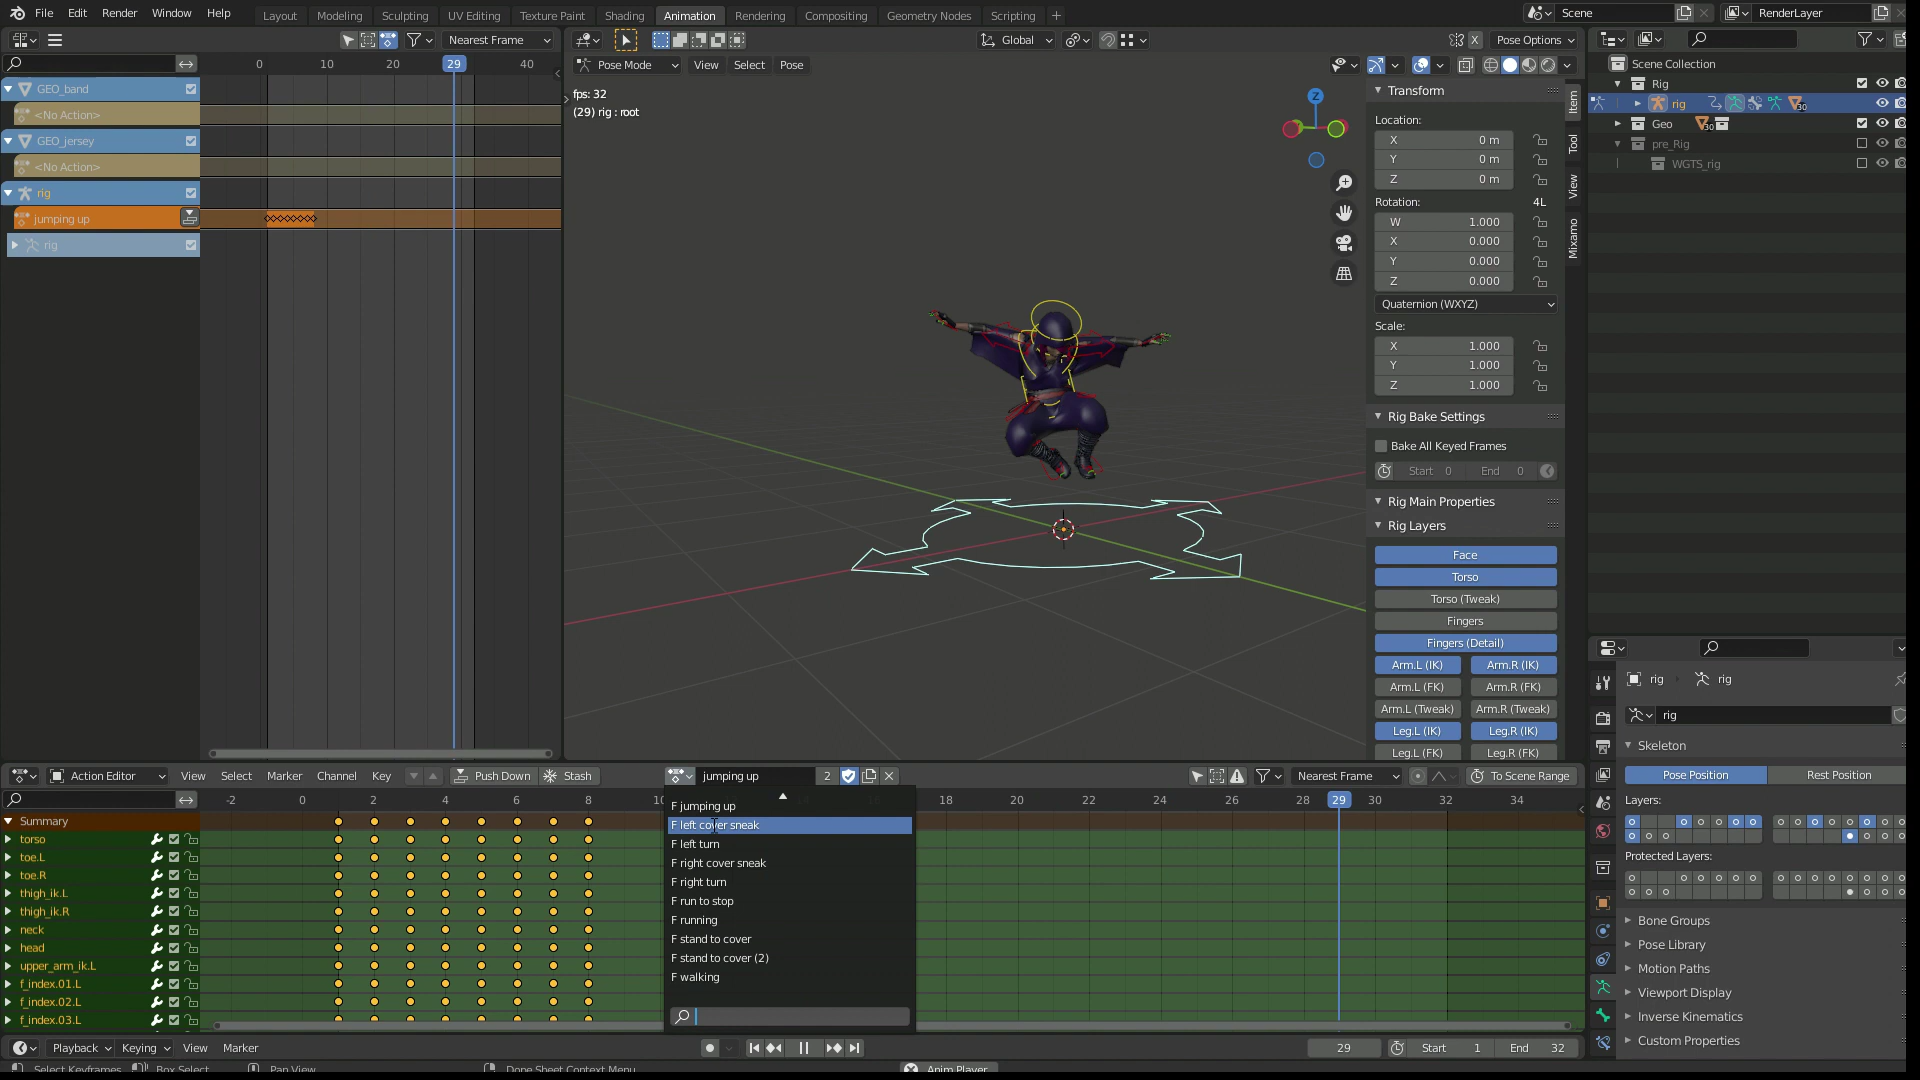 File Edit Render Window Help Layout Modeling Sculpting UV Editing Texture Paint Shading Animation Rendering Compositing Geometry Nodes Scripting + Scene RenderLayer
Nearest Frame Global X Pose Options
Pose Mode View Select Pose
0 10 20 29 40
GEO_band
<No Action>
GEO_jersey
<No Action>
rig
jumping up
rig
fps: 32
(29) rig : root
Z
Transform
Location:
X 0 m
Y 0 m
Z 0 m
Rotation: 4L
W 1.000
X 0.000
Y 0.000
Z 0.000
Quaternion (WXYZ)
Scale:
X 1.000
Y 1.000
Z 1.000
Rig Bake Settings
Bake All Keyed Frames
Start 0 End 0
Rig Main Properties
Rig Layers
Face
Torso
Torso (Tweak)
Fingers
Fingers (Detail)
Arm.L (IK) Arm.R (IK)
Arm.L (FK) Arm.R (FK)
Arm.L (Tweak) Arm.R (Tweak)
Leg.L (IK) Leg.R (IK)
Leg.L (FK) Leg.R (FK)
Item
Tool
View
Mixamo
Scene Collection
Rig
rig 30
Geo 30
pre_Rig
WGTS_rig
rig rig
rig
Skeleton
Pose Position Rest Position
Layers:
Protected Layers:
Bone Groups
Pose Library
Motion Paths
Viewport Display
Inverse Kinematics
Custom Properties
Action Editor View Select Marker Channel Key Push Down Stash jumping up 2 Nearest Frame To Scene Range
-2 0 2 4 6 8 10 18 20 22 24 26 28 29 30 32 34
Summary
torso
toe.L
toe.R
thigh_ik.L
thigh_ik.R
neck
head
upper_arm_ik.L
f_index.01.L
f_index.02.L
f_index.03.L
F jumping up
F left cover sneak
F left turn
F right cover sneak
F right turn
F run to stop
F running
F stand to cover
F stand to cover (2)
F walking
Playback Keying View Marker 29 Start 1 End 32
Select Keyframes Box Select Pan View Dope Sheet Context Menu Anim Player